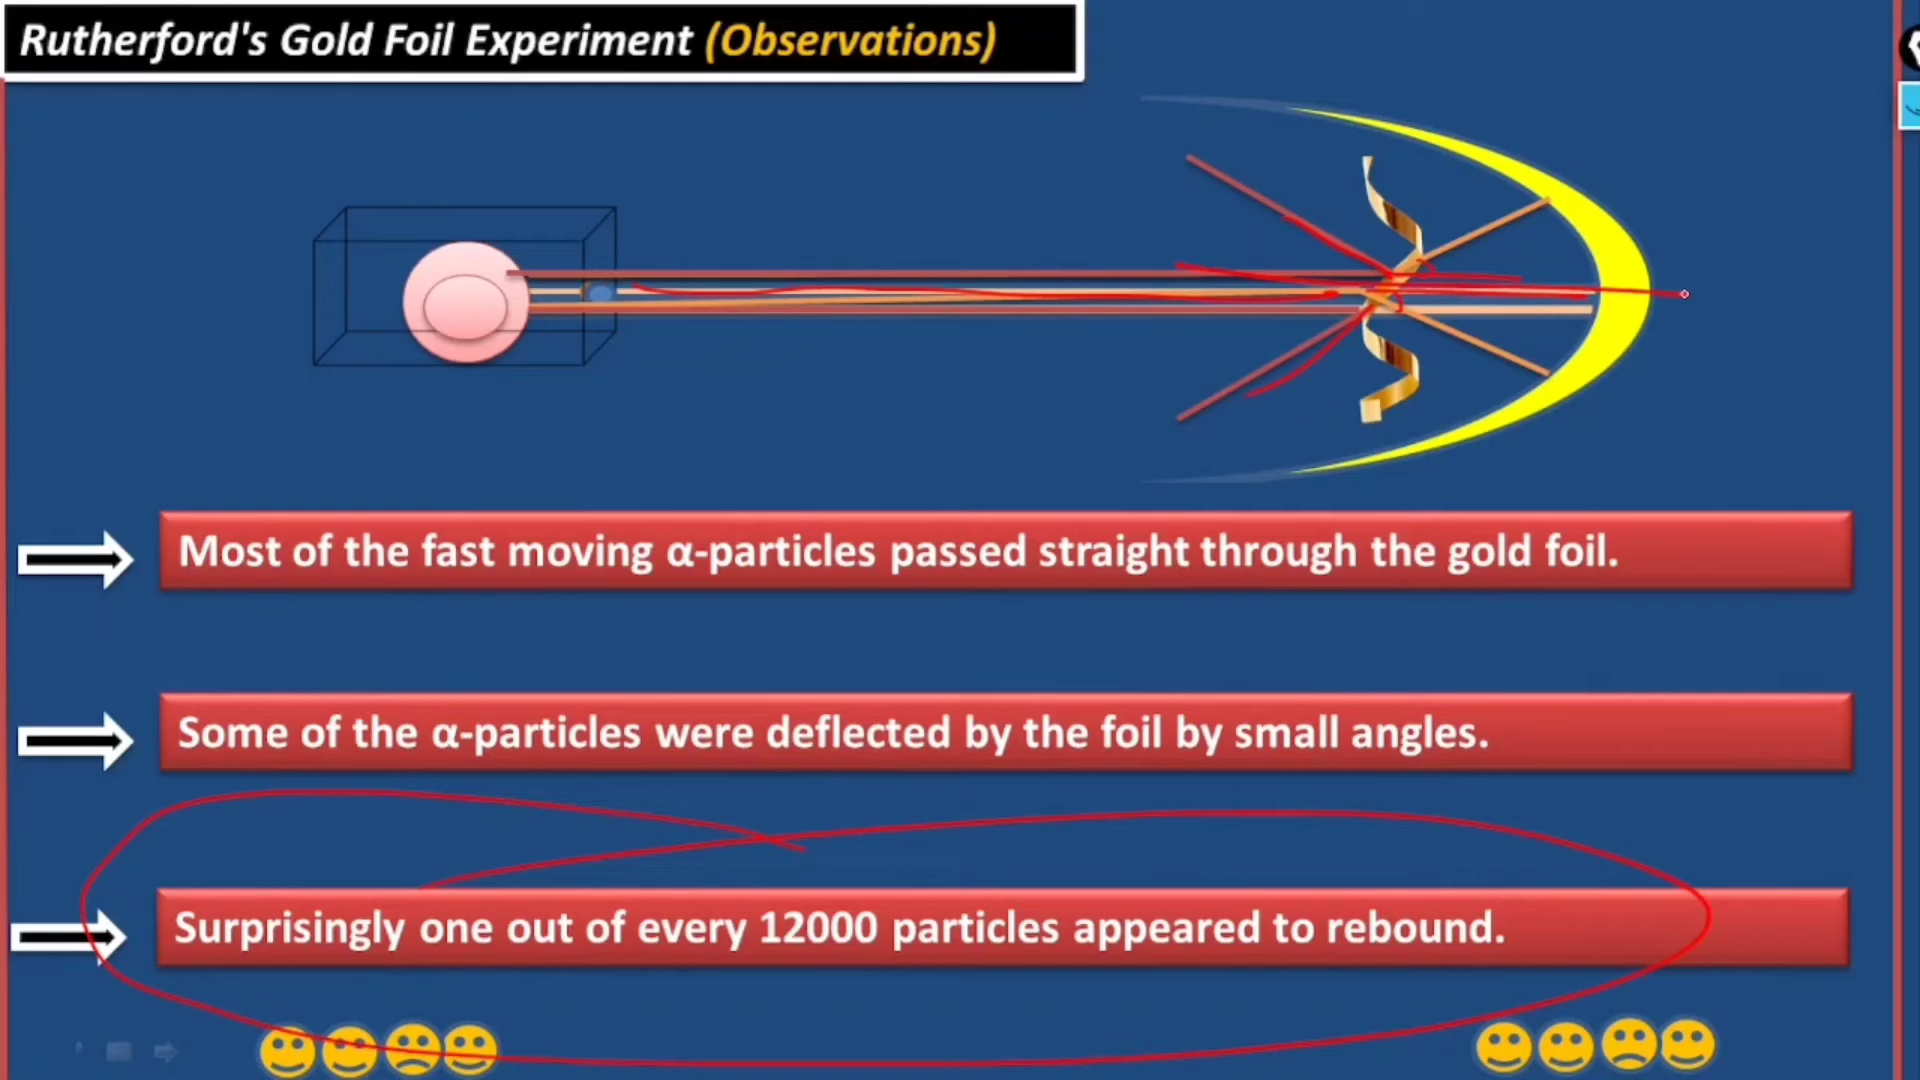 Rutherford's Gold Foil Experiment (Observations)
Most of the fast moving α-particles passed straight through the gold foil.
Some of the α-particles were deflected by the foil by small angles.
Surprisingly one out of every 12000 particles appeared to rebound.